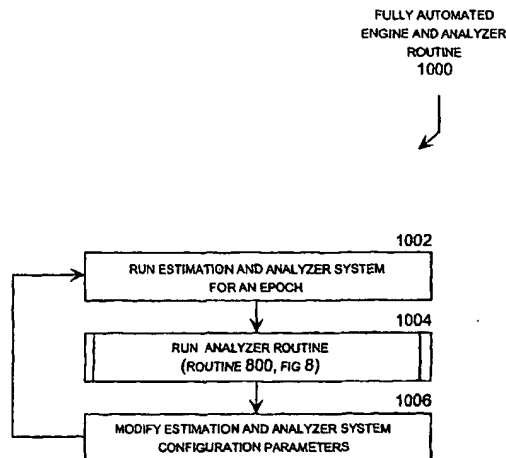 FULLY AUTOMATED
ENGINE AND ANALYZER
ROUTINE
1000
1002
RUN ESTIMATION AND ANALYZER SYSTEM
FOR AN EPOCH
1004
RUN ANALYZER ROUTINE
(ROUTINE 800, FIG 8)
1006
MODIFY ESTIMATION AND ANALYZER SYSTEM
CONFIGURATION PARAMETERS